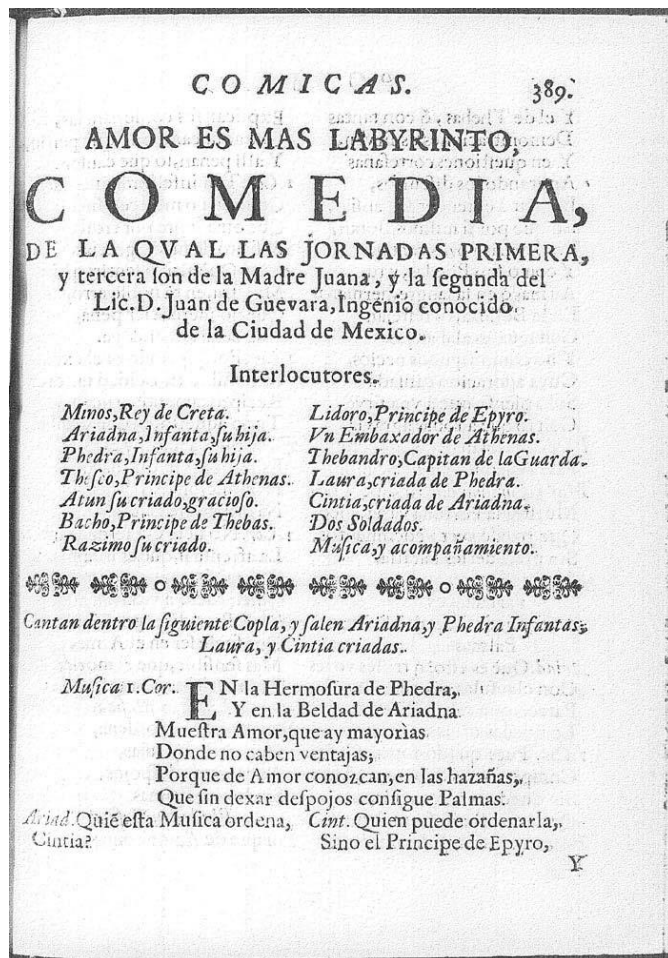 COMICAS. 389.
AMOR ES MAS LABYRINTO,
COMEDIA,
DE LA QVAL LAS JORNADAS PRIMERA,
y tercera ſon de la Madre Juana, y la ſegunda del
Lic. D. Juan de Guevara, Ingenio conocido
de la Ciudad de Mexico.
Interlocutores.
Minos, Rey de Creta.
Ariadna, Infanta, ſu hija.
Phedra, Infanta, ſu hija.
Theſeo, Principe de Athenas.
Atun ſu criado, gracioſo.
Bacho, Principe de Thebas.
Razimo ſu criado.
Lidoro, Principe de Epyro.
Vn Embaxador de Athenas.
Thebandro, Capitan de la Guarda.
Laura, criada de Phedra.
Cintia, criada de Ariadna.
Dos Soldados.
Muſica, y acompañamiento.
Cantan dentro la ſiguiente Copla, y ſalen Ariadna, y Phedra Infantas;
Laura, y Cintia criadas.
Muſica 1. Cor. EN la Hermoſura de Phedra,
Y en la Beldad de Ariadna
Mueſtra Amor, que ay mayorìas
Donde no caben ventajas;
Porque de Amor conozcan, en las hazañas,
Que ſin dexar deſpojos conſigue Palmas.
Ariad. Quiẽ eſta Muſica ordena,
Cintia?
Cint. Quien puede ordenarla,
Sino el Principe de Epyro,
Y